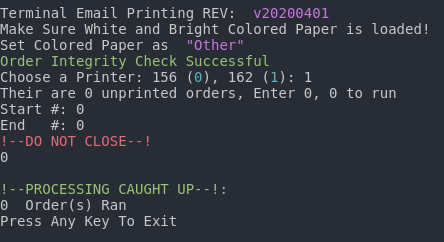 Terminal Email Printing REV:  v20200401
Make Sure White and Bright Colored Paper is loaded!
Set Colored Paper as  "Other"
Order Integrity Check Successful
Choose a Printer: 156 (0), 162 (1): 1
Their are 0 unprinted orders, Enter 0, 0 to run
Start #: 0
End   #: 0
!--DO NOT CLOSE--!
0
!--PROCESSING CAUGHT UP--!:
0  Order(s) Ran
Press Any Key To Exit